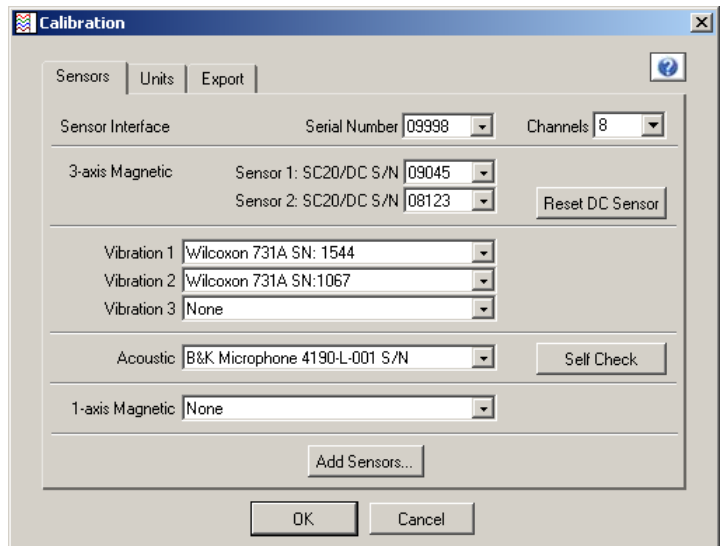 Calibration
Sensors Units Export
Sensor Interface Serial Number 09998 Channels 8
3-axis Magnetic Sensor 1: SC20/DC S/N 09045
Sensor 2: SC20/DC S/N 08123 Reset DC Sensor
Vibration 1 Wilcoxon 731A SN: 1544
Vibration 2 Wilcoxon 731A SN:1067
Vibration 3 None
Acoustic B&K Microphone 4190-L-001 S/N Self Check
1-axis Magnetic None
Add Sensors...
OK Cancel